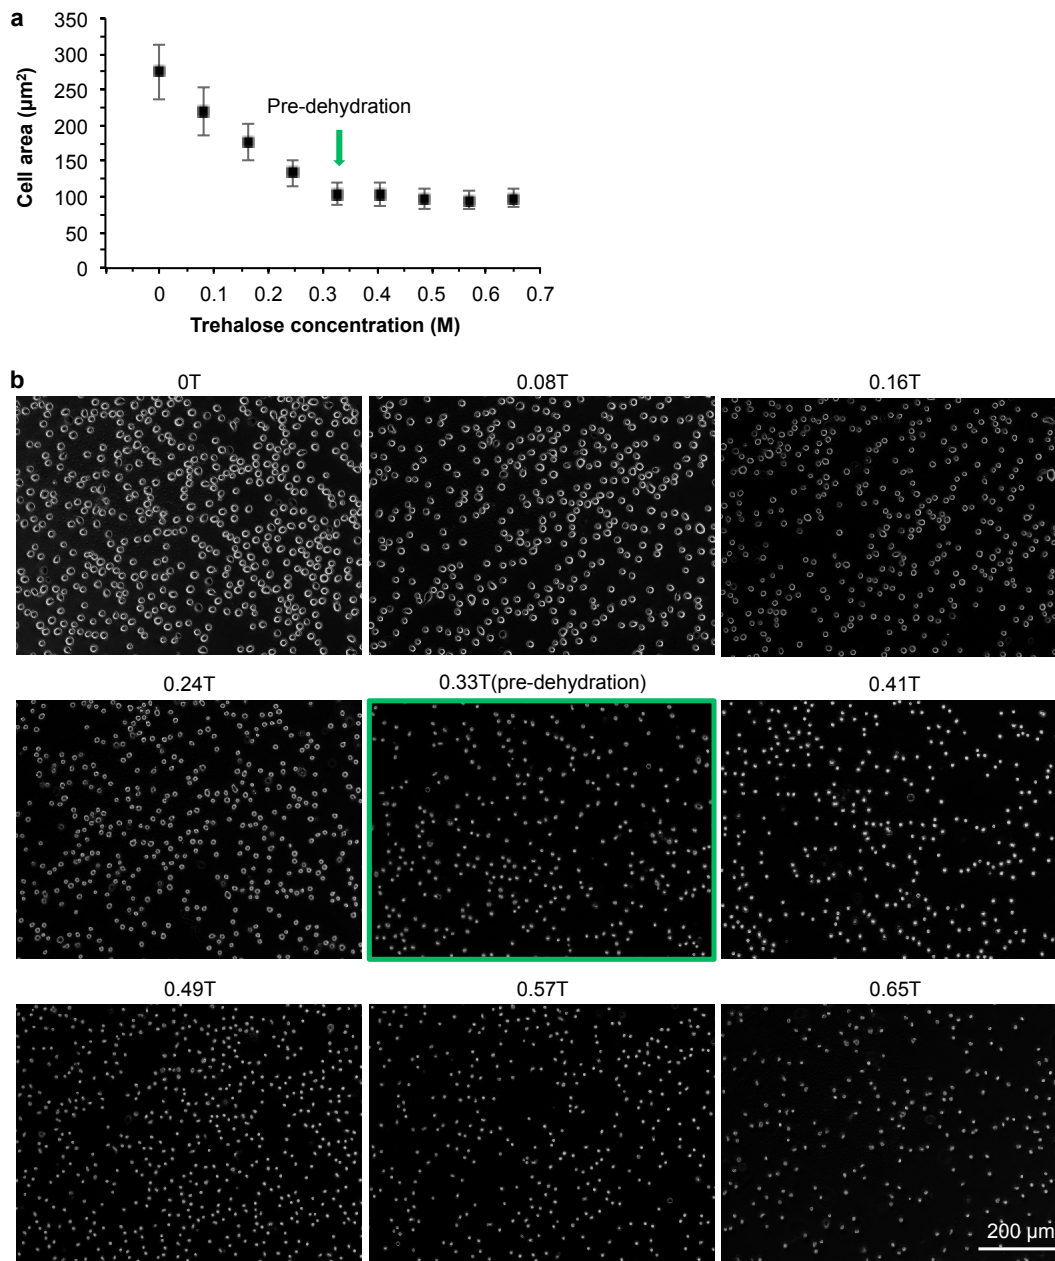 a
350
300
250
200
150
100
50
0
Cell area (µm²)
Pre-dehydration
0 0.1 0.2 0.3 0.4 0.5 0.6 0.7
Trehalose concentration (M)
b
0T 0.08T 0.16T
0.24T 0.33T(pre-dehydration) 0.41T
0.49T 0.57T 0.65T
200 µm